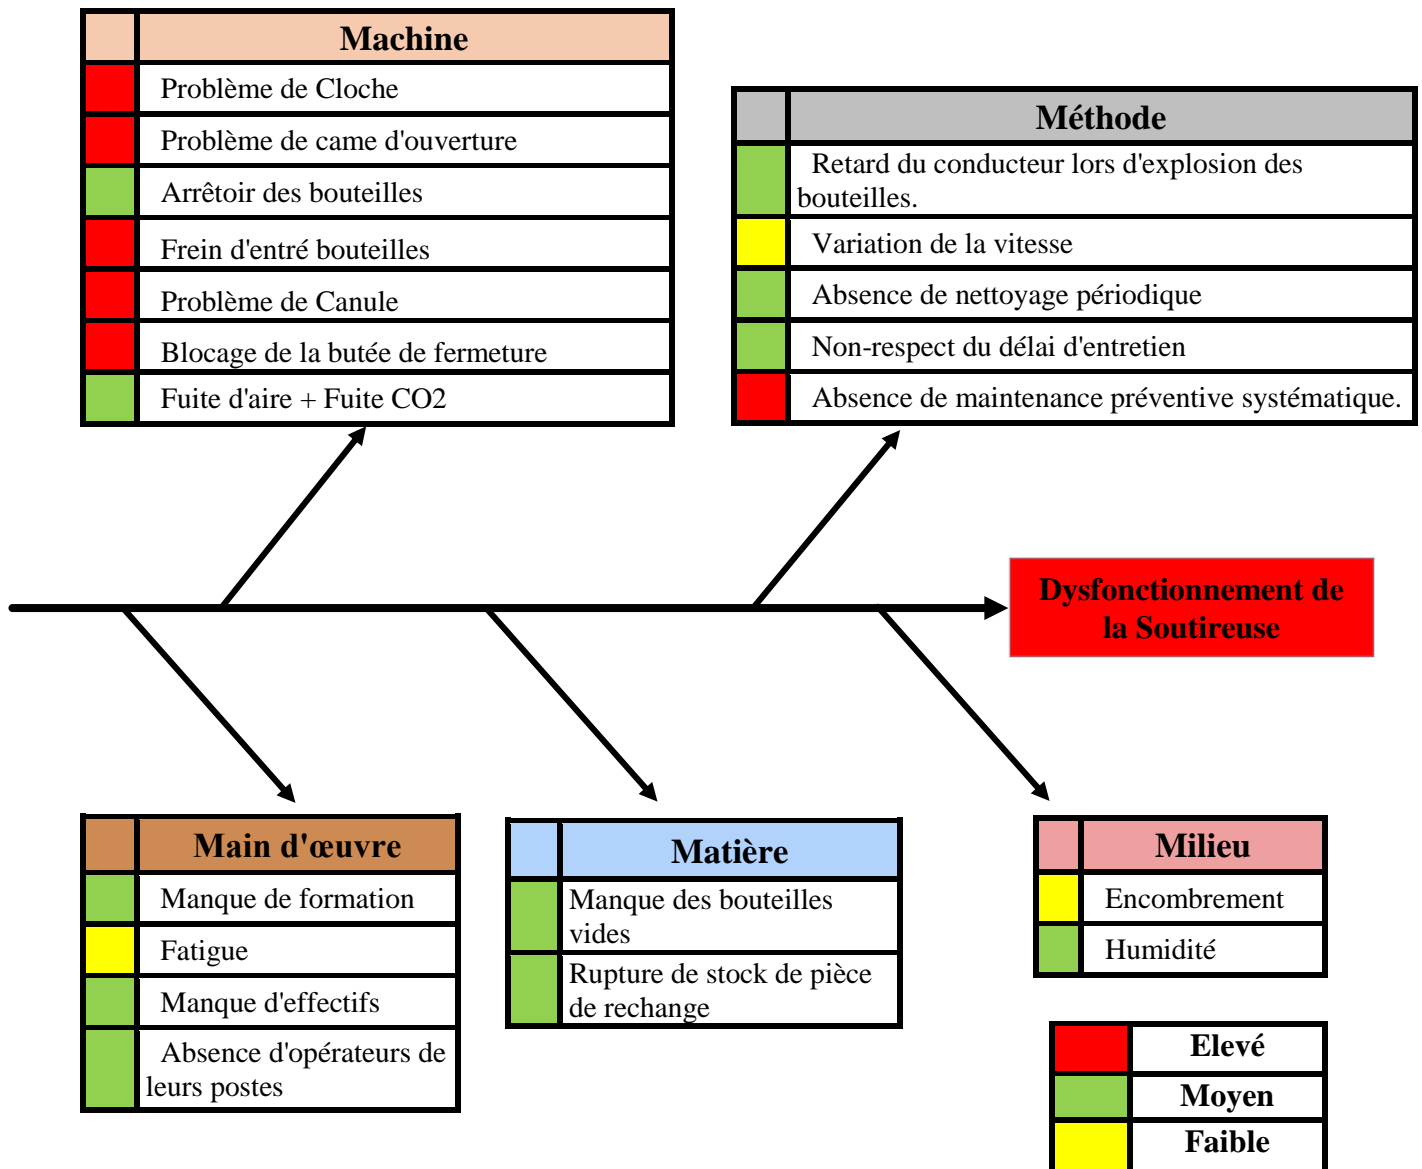 Machine
Problème de Cloche
Problème de came d'ouverture
Arrêtoir des bouteilles
Frein d'entré bouteilles
Problème de Canule
Blocage de la butée de fermeture
Fuite d'aire + Fuite CO2
Méthode
Retard du conducteur lors d'explosion des
bouteilles.
Variation de la vitesse
Absence de nettoyage périodique
Non-respect du délai d'entretien
Absence de maintenance préventive systématique.
Dysfonctionnement de
la Soutireuse
Main d'œuvre
Manque de formation
Fatigue
Manque d'effectifs
Absence d'opérateurs de
leurs postes
Matière
Manque des bouteilles
vides
Rupture de stock de pièce
de rechange
Milieu
Encombrement
Humidité
Elevé
Moyen
Faible